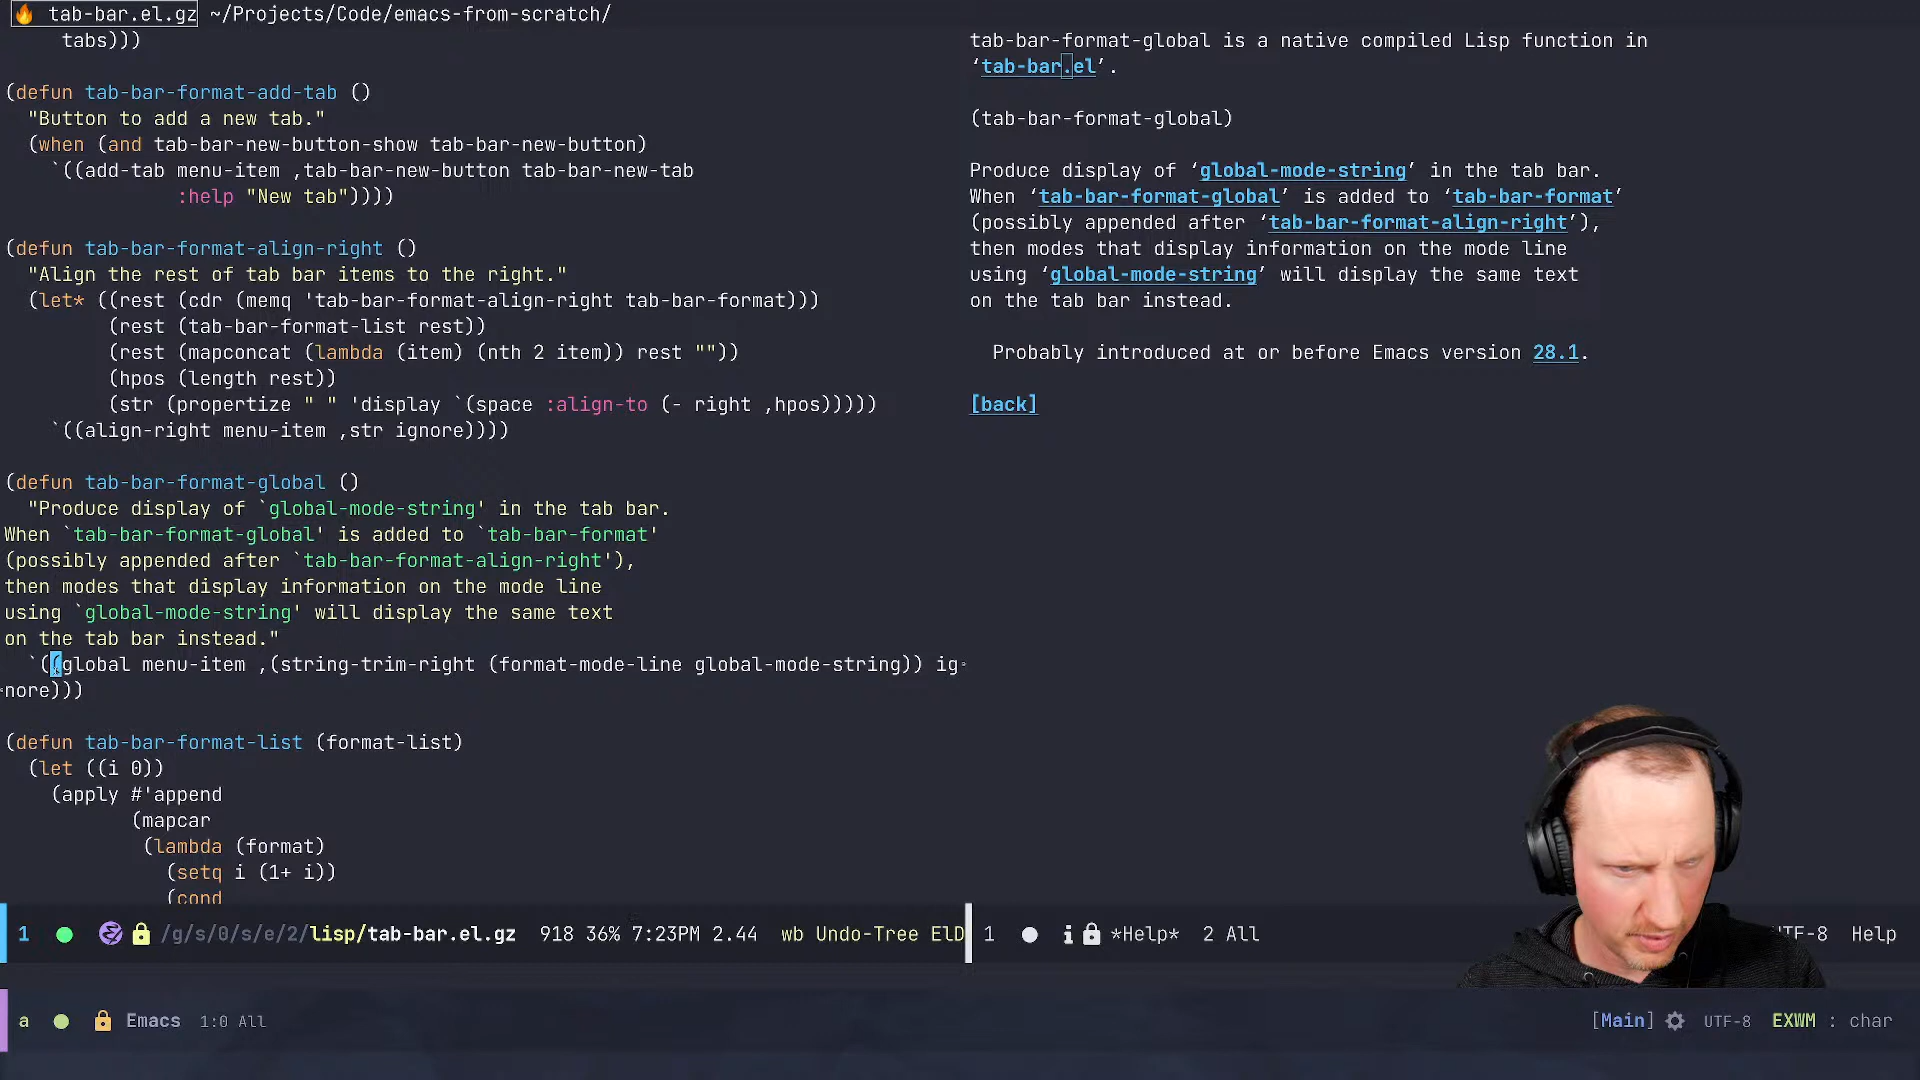 tab-bar.el.gz ~/Projects/Code/emacs-from-scratch/
tabs)))
(defun tab-bar-format-add-tab ()
"Button to add a new tab."
(when (and tab-bar-new-button-show tab-bar-new-button)
`((add-tab menu-item ,tab-bar-new-button tab-bar-new-tab
:help "New tab"))))
(defun tab-bar-format-align-right ()
"Align the rest of tab bar items to the right."
(let* ((rest (cdr (memq 'tab-bar-format-align-right tab-bar-format)))
(rest (tab-bar-format-list rest))
(rest (mapconcat (lambda (item) (nth 2 item)) rest ""))
(hpos (length rest))
(str (propertize " " 'display `(space :align-to (- right ,hpos)))))
`((align-right menu-item ,str ignore))))
(defun tab-bar-format-global ()
"Produce display of `global-mode-string' in the tab bar.
When `tab-bar-format-global' is added to `tab-bar-format'
(possibly appended after `tab-bar-format-align-right'),
then modes that display information on the mode line
using `global-mode-string' will display the same text
on the tab bar instead."
`((global menu-item ,(string-trim-right (format-mode-line global-mode-string)) ig
nore)))
(defun tab-bar-format-list (format-list)
(let ((i 0))
(apply #'append
(mapcar
(lambda (format)
(setq i (1+ i))
(cond
1 /g/s/0/s/e/2/lisp/tab-bar.el.gz 918 36% 7:23PM 2.44 wb Undo-Tree ElD
tab-bar-format-global is a native compiled Lisp function in
‘tab-bar.el’.
(tab-bar-format-global)
Produce display of ‘global-mode-string’ in the tab bar.
When ‘tab-bar-format-global’ is added to ‘tab-bar-format’
(possibly appended after ‘tab-bar-format-align-right’),
then modes that display information on the mode line
using ‘global-mode-string’ will display the same text
on the tab bar instead.
Probably introduced at or before Emacs version 28.1.
[back]
1 i *Help* 2 All UTF-8 Help
a Emacs 1:0 All [Main] UTF-8 EXWM : char